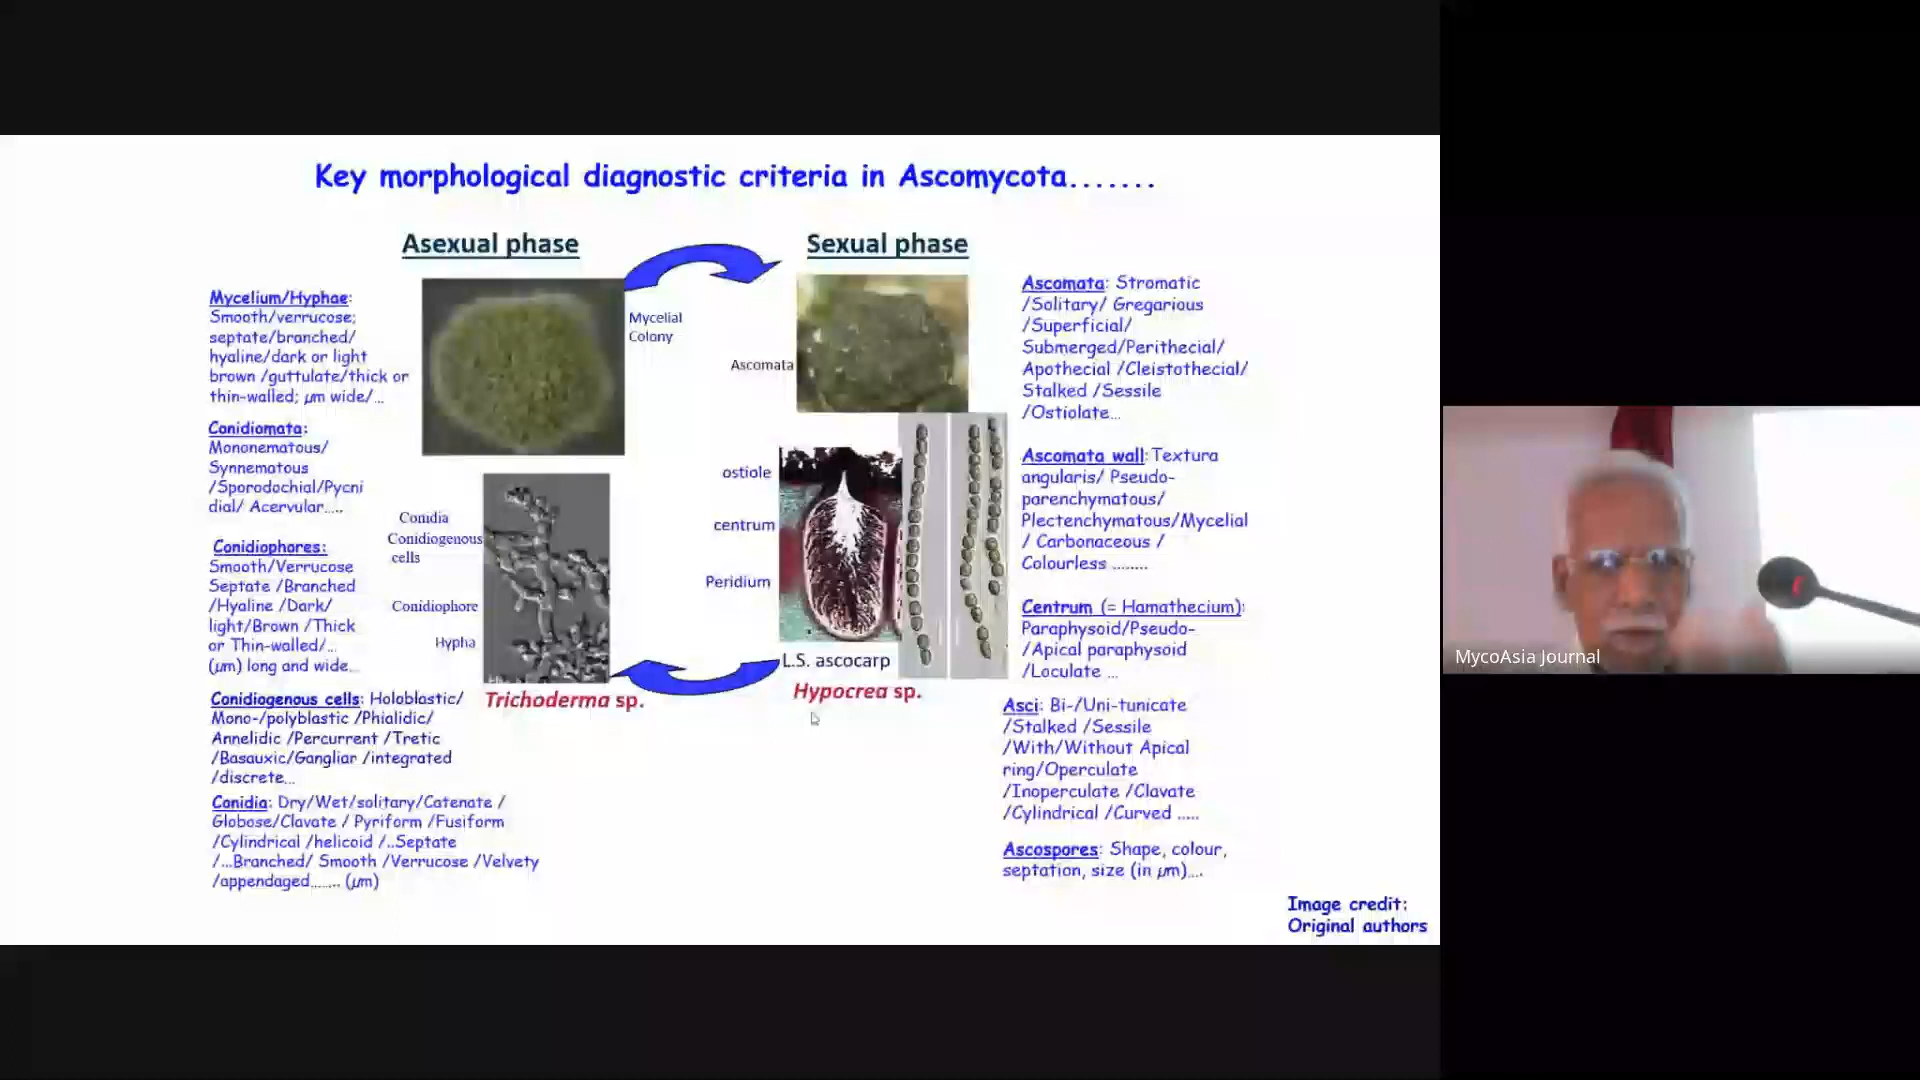 Key morphological diagnostic criteria in Ascomycota.......
Asexual phase
Mycelium/Hyphae:
Smooth/verrucose;
septate/branched/
hyaline/dark or light
brown /guttulate/thick or
thin-walled; µm wide/...
Conidiomata:
Mononematous/
Synnematous
/Sporodochial/Pycni
dial/ Acervular.....
Conidiophores:
Smooth/Verrucose
Septate /Branched
/Hyaline /Dark/
light/Brown /Thick
or Thin-walled/...
(µm) long and wide...
Conidiogenous cells: Holoblastic/
Mono-/polyblastic /Phialidic/
Annelidic /Percurrent /Tretic
/Basauxic/Gangliar /integrated
/discrete...
Conidia: Dry/Wet/solitary/Catenate /
Globose/Clavate / Pyriform /Fusiform
/Cylindrical /helicoid /..Septate
/...Branched/ Smooth /Verrucose /Velvety
/appendaged........ (µm)
Mycelial
Colony
Conidia
Conidiogenous
cells
Conidiophore
Hypha
Trichoderma sp.
Sexual phase
Ascomata
ostiole
centrum
Peridium
L.S. ascocarp
Hypocrea sp.
Ascomata: Stromatic
/Solitary/ Gregarious
/Superficial/
Submerged/Perithecial/
Apothecial /Cleistothecial/
Stalked /Sessile
/Ostiolate...
Ascomata wall: Textura
angularis/ Pseudo-
parenchymatous/
Plectenchymatous/Mycelial
/ Carbonaceous /
Colourless ........
Centrum (= Hamathecium):
Paraphysoid/Pseudo-
/Apical paraphysoid
/Loculate ...
Asci: Bi-/Uni-tunicate
/Stalked /Sessile
/With/Without Apical
ring/Operculate
/Inoperculate /Clavate
/Cylindrical /Curved .....
Ascospores: Shape, colour,
septation, size (in µm)....
Image credit:
Original authors
MycoAsia Journal